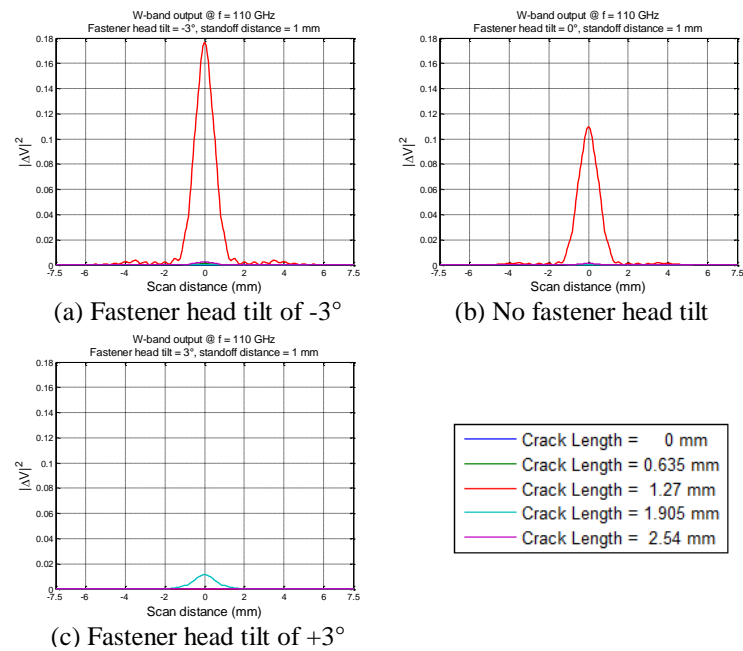 W-band output @ f = 110 GHz
Fastener head tilt = -3°, standoff distance = 1 mm
0.18
0.16
0.14
0.12
0.1
0.08
0.06
0.04
0.02
0
|ΔV|²
-7.5 -6 -4 -2 0 2 4 6 7.5
Scan distance (mm)
(a) Fastener head tilt of -3°
W-band output @ f = 110 GHz
Fastener head tilt = 0°, standoff distance = 1 mm
0.18
0.16
0.14
0.12
0.1
0.08
0.06
0.04
0.02
0
|ΔV|²
-7.5 -6 -4 -2 0 2 4 6 7.5
Scan distance (mm)
(b) No fastener head tilt
W-band output @ f = 110 GHz
Fastener head tilt = 3°, standoff distance = 1 mm
0.18
0.16
0.14
0.12
0.1
0.08
0.06
0.04
0.02
0
|ΔV|²
-7.5 -6 -4 -2 0 2 4 6 7.5
Scan distance (mm)
(c) Fastener head tilt of +3°
Crack Length = 0 mm
Crack Length = 0.635 mm
Crack Length = 1.27 mm
Crack Length = 1.905 mm
Crack Length = 2.54 mm